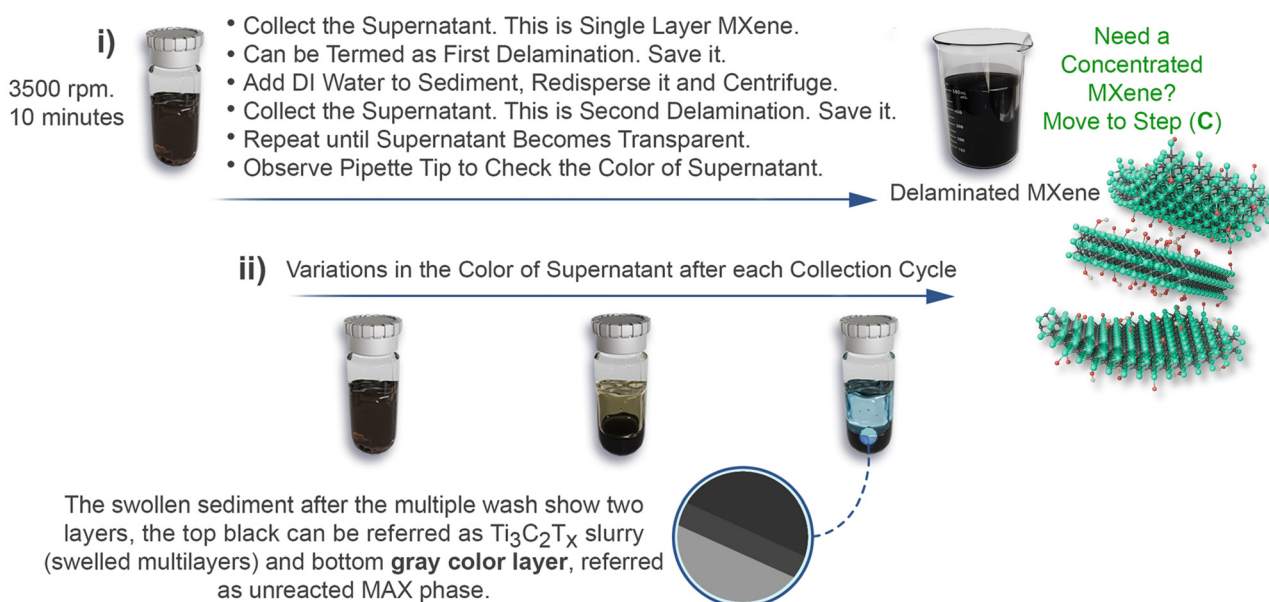 i)
3500 rpm.
10 minutes
• Collect the Supernatant. This is Single Layer MXene.
• Can be Termed as First Delamination. Save it.
• Add DI Water to Sediment, Redisperse it and Centrifuge.
• Collect the Supernatant. This is Second Delamination. Save it.
• Repeat until Supernatant Becomes Transparent.
• Observe Pipette Tip to Check the Color of Supernatant.
Delaminated MXene
Need a
Concentrated
MXene?
Move to Step (C)
ii) Variations in the Color of Supernatant after each Collection Cycle
The swollen sediment after the multiple wash show two
layers, the top black can be referred as Ti₃C₂Tₓ slurry
(swelled multilayers) and bottom gray color layer, referred
as unreacted MAX phase.